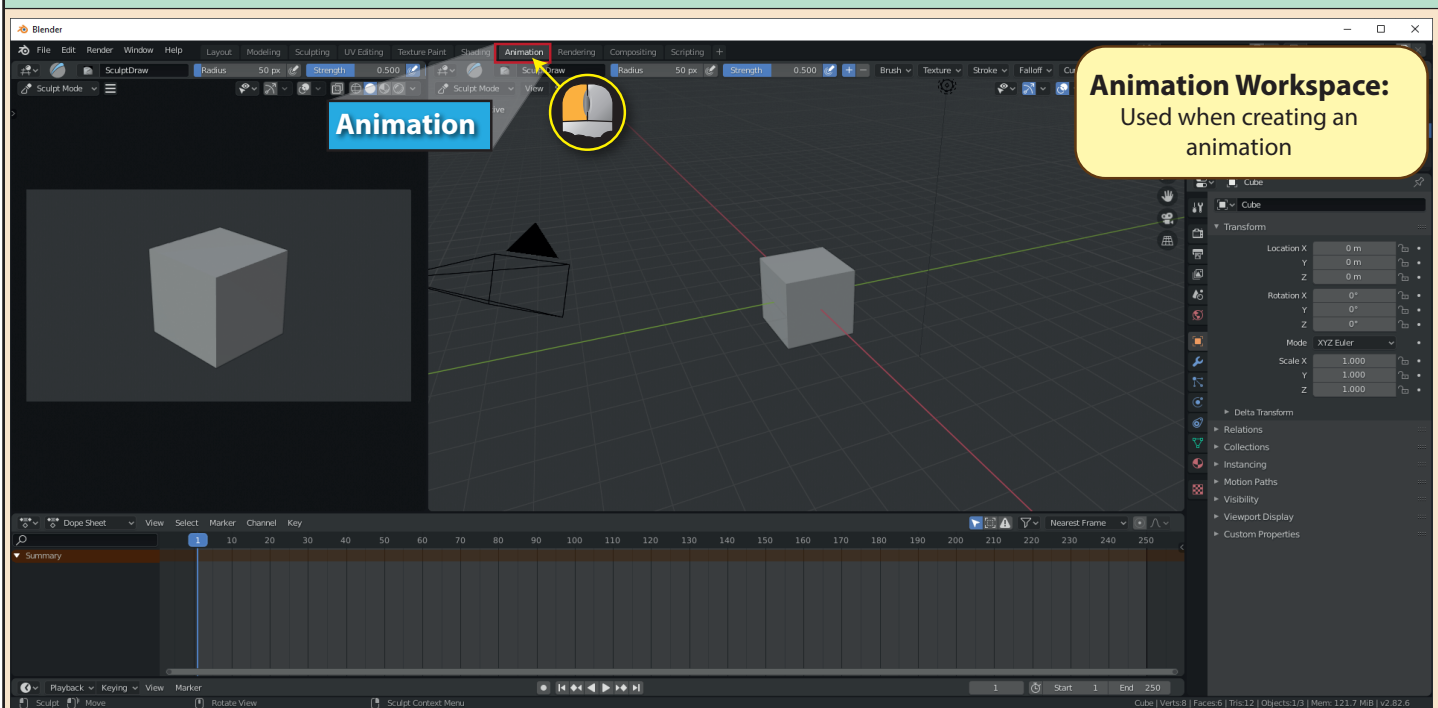 Blender
File Edit Render Window Help Layout Modeling Sculpting UV Editing Texture Paint Shading Animation Rendering Compositing Scripting +
SculptDraw Radius 50 px Strength 0.500
SculptDraw Radius 50 px Strength 0.500 Brush Texture Stroke Falloff
Sculpt Mode
Sculpt Mode View
Animation
Animation Workspace:
Used when creating an
animation
Cube
Cube
Transform
Location X 0 m
Y 0 m
Z 0 m
Rotation X 0°
Y 0°
Z 0°
Mode XYZ Euler
Scale X 1.000
Y 1.000
Z 1.000
Delta Transform
Relations
Collections
Instancing
Motion Paths
Visibility
Viewport Display
Custom Properties
Dope Sheet View Select Marker Channel Key Nearest Frame
1 10 20 30 40 50 60 70 80 90 100 110 120 130 140 150 160 170 180 190 200 210 220 230 240 250
Summary
Playback Keying View Marker 1 Start 1 End 250
Sculpt Move Rotate View Sculpt Context Menu Cube | Verts:8 | Faces:6 | Tris:12 | Objects:1/3 | Mem: 121.7 MiB | v2.82.6